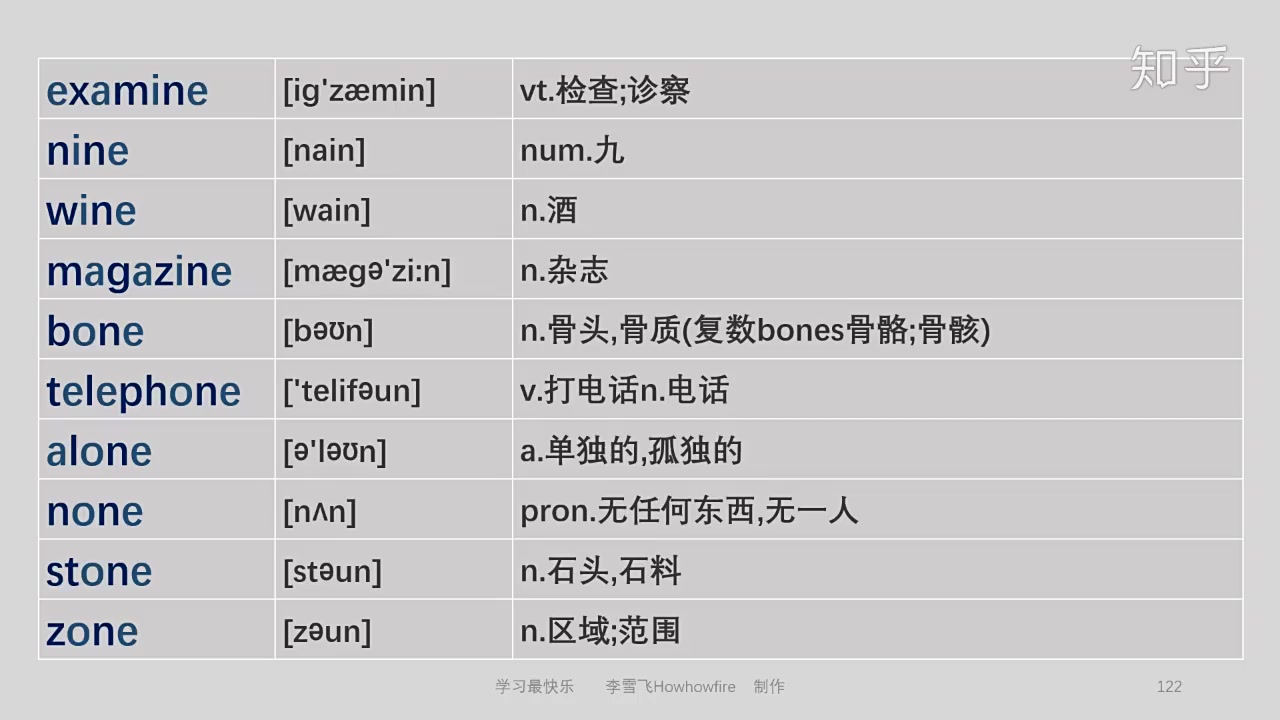 知乎
examine [ig'zæmin] vt.检查;诊察
nine [nain] num.九
wine [wain] n.酒
magazine [mægə'zi:n] n.杂志
bone [bəʊn] n.骨头,骨质(复数bones骨骼;骨骸)
telephone ['telifəun] v.打电话n.电话
alone [ə'ləʊn] a.单独的,孤独的
none [nʌn] pron.无任何东西,无一人
stone [stəun] n.石头,石料
zone [zəun] n.区域;范围
学习最快乐 李雪飞Howhowfire 制作 122